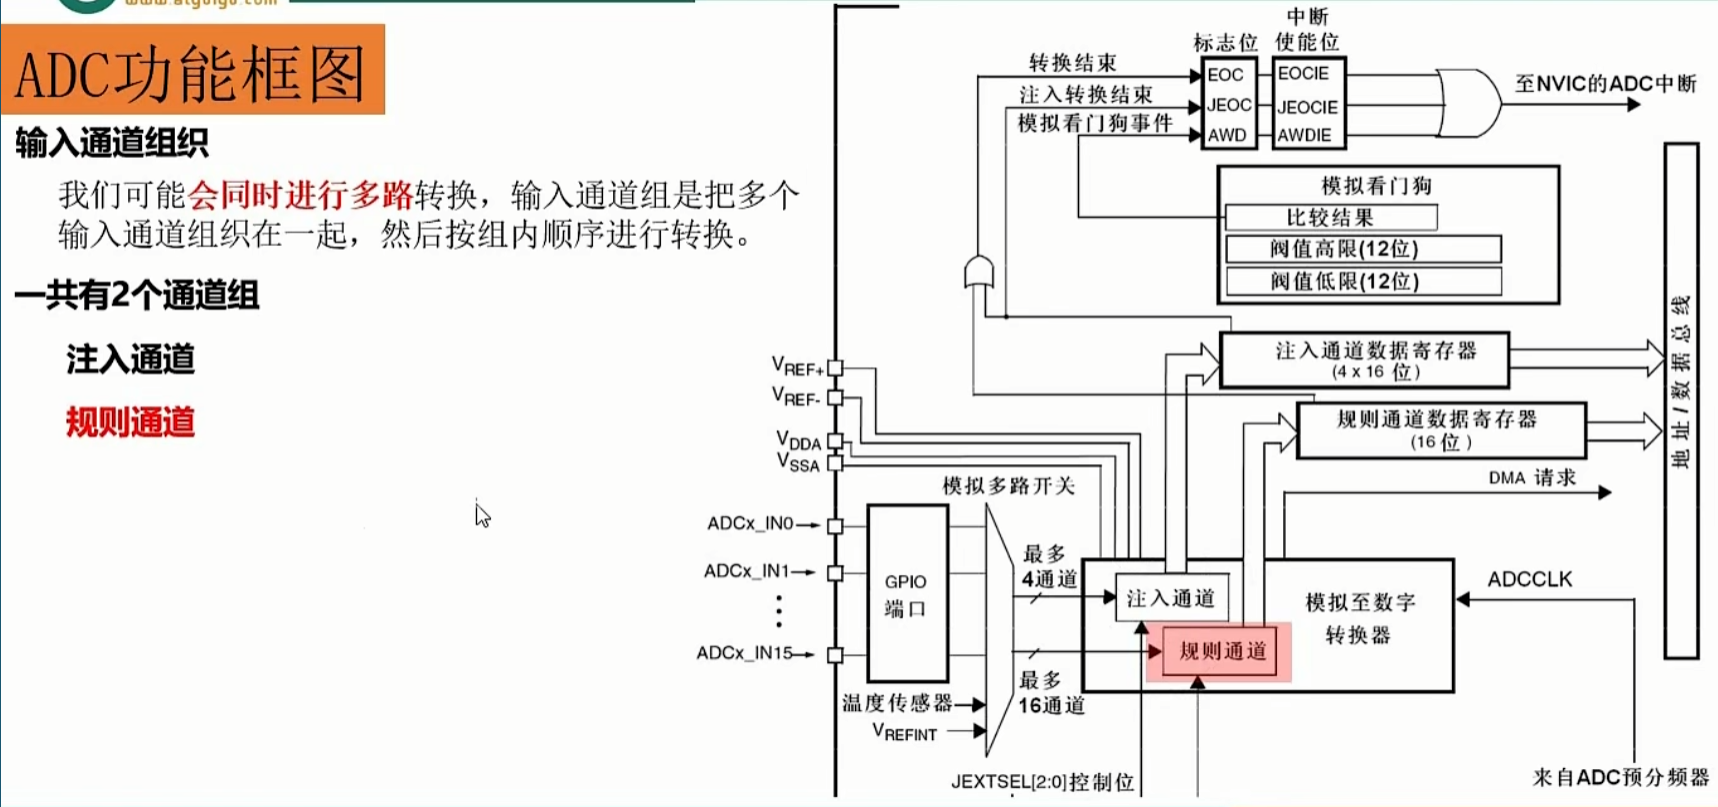 www.atguigu.com
ADC功能框图
输入通道组织
我们可能会同时进行多路转换，输入通道组是把多个
输入通道组织在一起，然后按组内顺序进行转换。
一共有2个通道组
注入通道
规则通道
中断
标志位 使能位
转换结束
注入转换结束
模拟看门狗事件
EOC EOCIE
JEOC JEOCIE
AWD AWDIE
至NVIC的ADC中断
模拟看门狗
比较结果
阀值高限(12位)
阀值低限(12位)
注入通道数据寄存器
(4 x 16 位)
规则通道数据寄存器
(16 位)
地址/数据总线
DMA 请求
VREF+
VREF-
VDDA
VSSA
模拟多路开关
ADCx_IN0
ADCx_IN1
ADCx_IN15
GPIO
端口
最多
4通道
注入通道
规则通道
模拟至数字
转换器
ADCCLK
最多
16通道
温度传感器
VREFINT
JEXTSEL[2:0]控制位
来自ADC预分频器